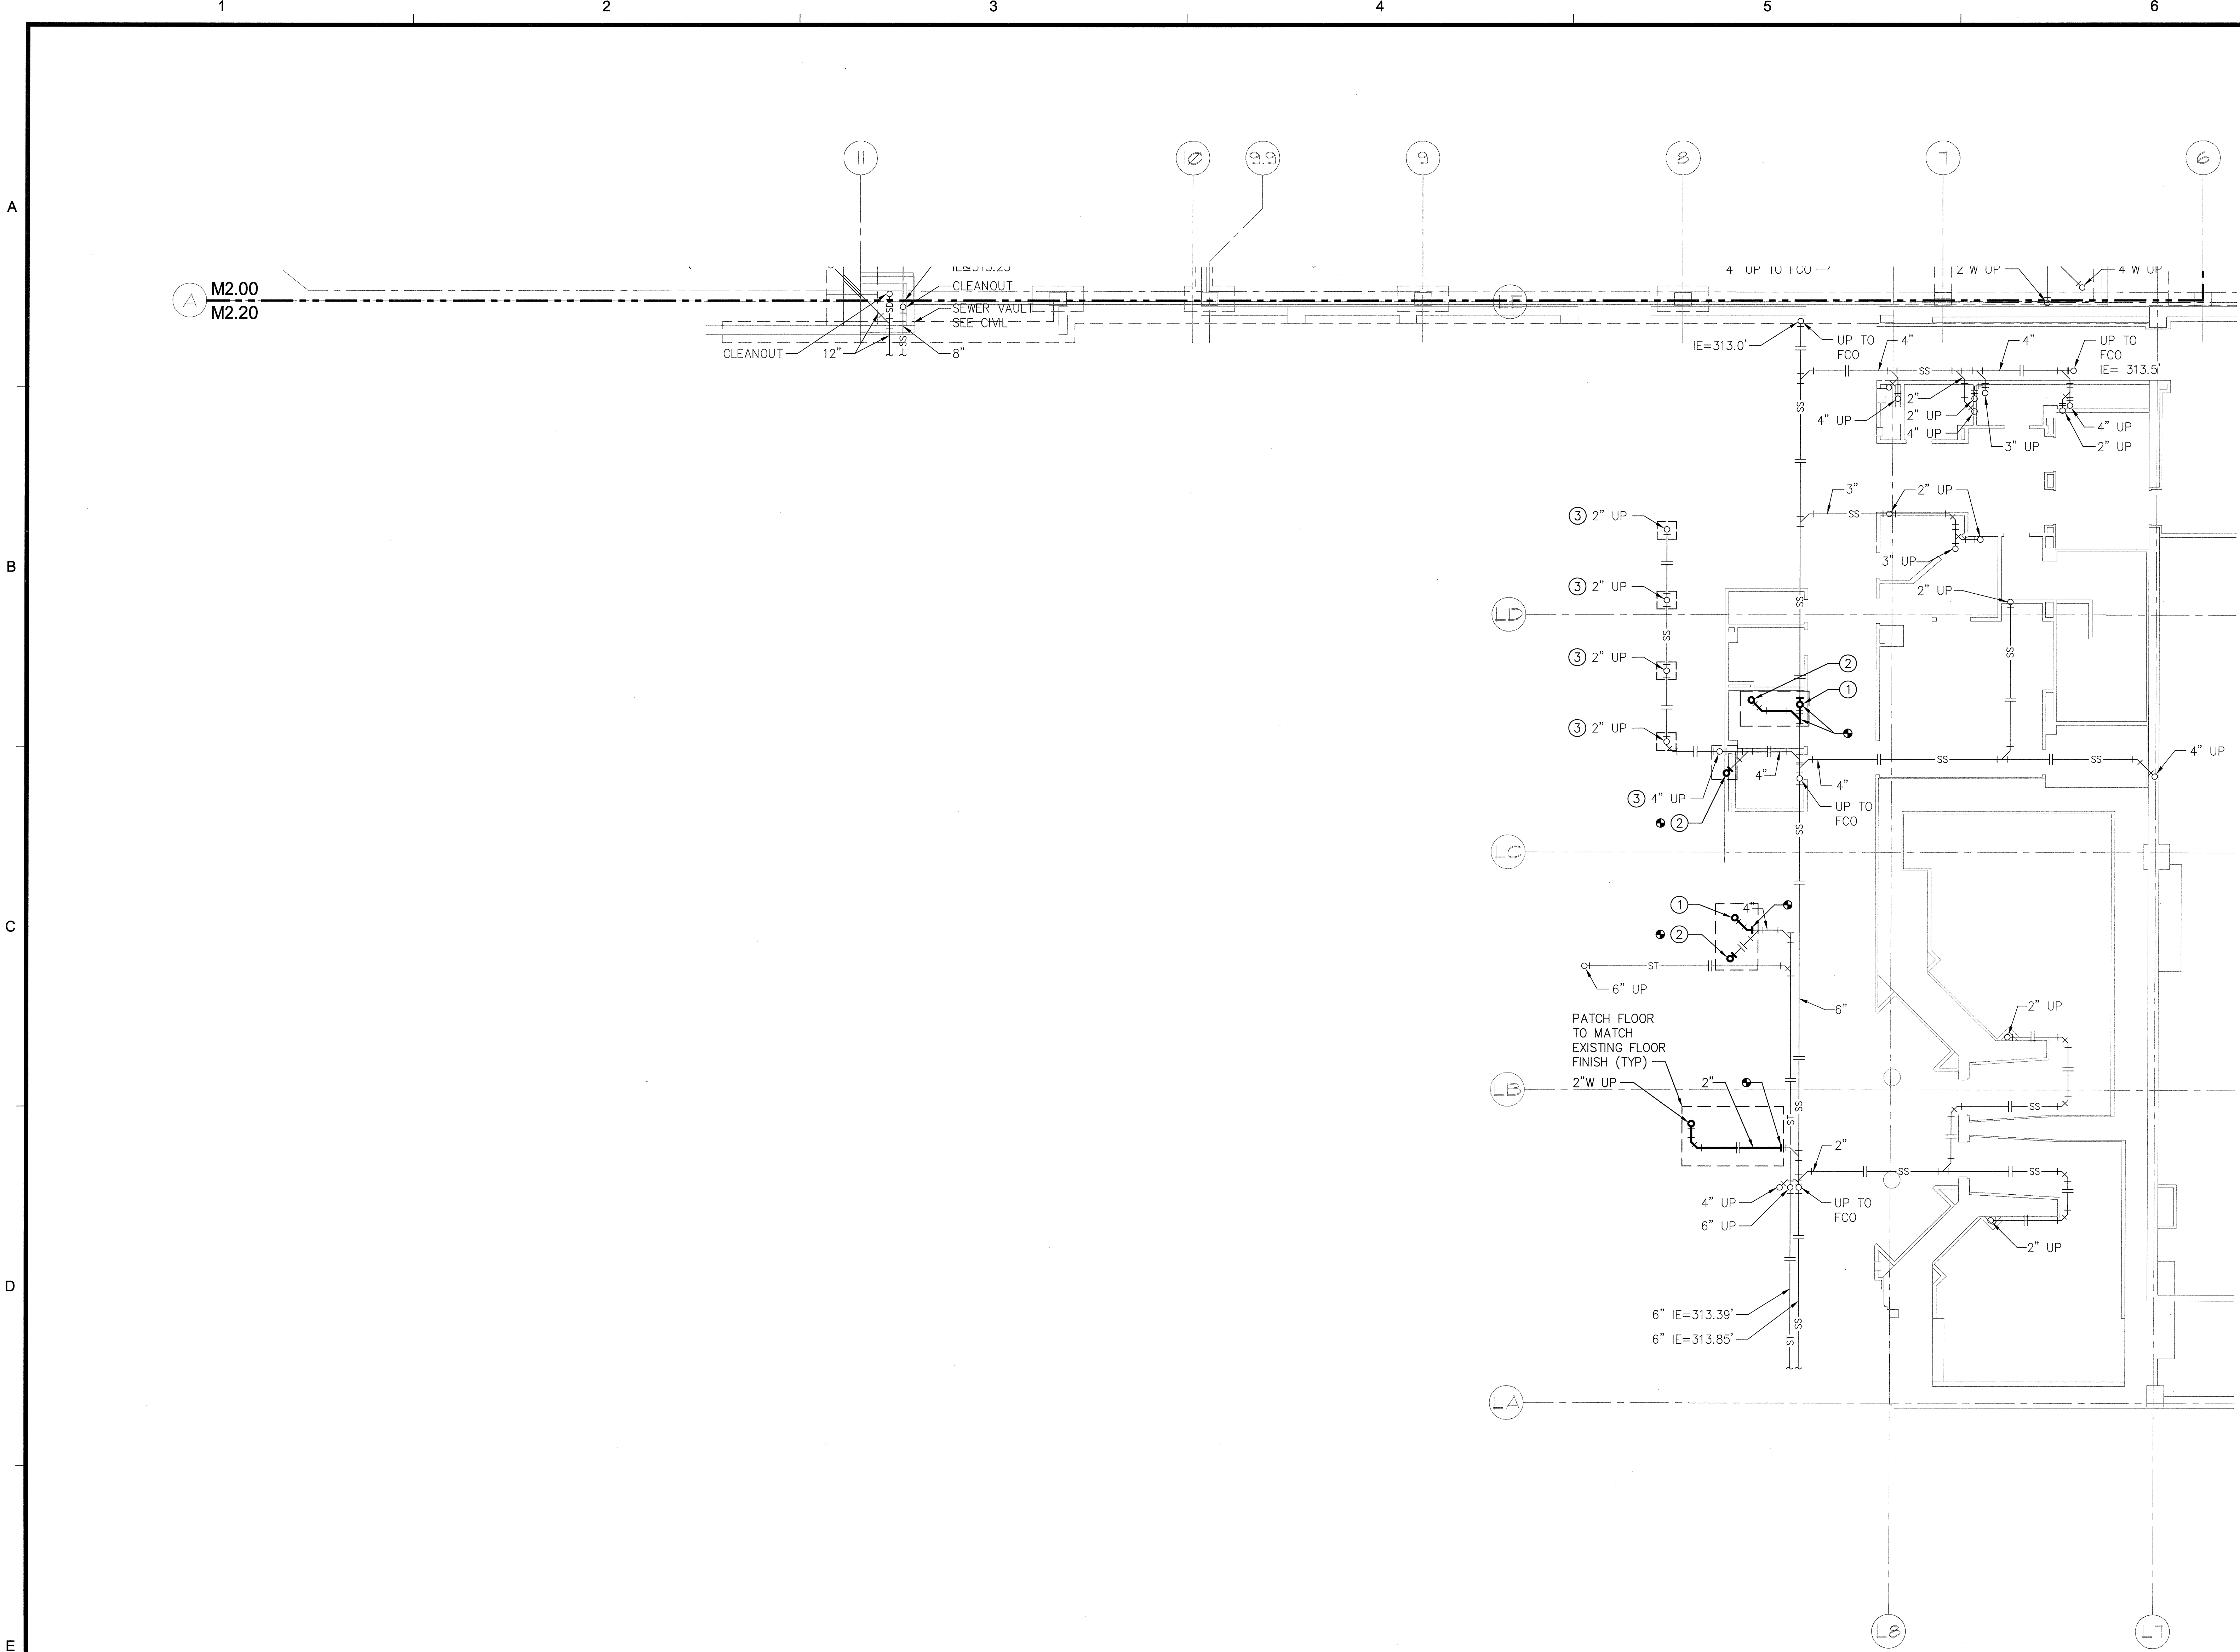 1
2
3
4
5
6
A
B
C
D
E
11
10
9.9
9
8
7
6
4 UP TO FCO
2 W UP
4 W UP
A
M2.00
M2.20
LE
CLEANOUT
SEWER VAULT
SEE CIVIL
CLEANOUT
12"
8"
SD
SS
IE=313.0'
UP TO
FCO
4"
4"
UP TO
FCO
IE= 313.5'
SS
SS
4" UP
2"
2" UP
4" UP
3" UP
4" UP
2" UP
3"
SS
2" UP
3" UP
2" UP
3 2" UP
3 2" UP
LD
SS
SS
SS
3 2" UP
2
1
3 2" UP
4"
SS
SS
4"
4" UP
3 4" UP
UP TO
FCO
2
SS
LC
1
4"
2
ST
6" UP
6"
2" UP
PATCH FLOOR
TO MATCH
EXISTING FLOOR
FINISH (TYP)
2"W UP
2"
LB
SS
ST
SS
2"
SS
SS
4" UP
6" UP
UP TO
FCO
2" UP
6" IE=313.39'
6" IE=313.85'
ST
SS
LA
L8
L7